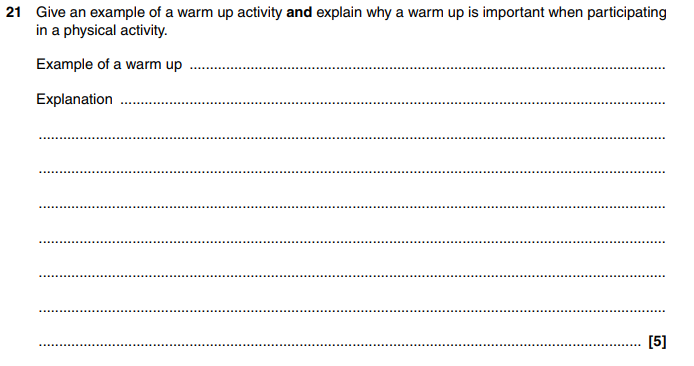 21 Give an example of a warm up activity and explain why a warm up is important when participating
in a physical activity.
Example of a warm up ....................................................................................................................
Explanation ....................................................................................................................................
....................................................................................................................................................
....................................................................................................................................................
....................................................................................................................................................
....................................................................................................................................................
....................................................................................................................................................
....................................................................................................................................................
.............................................................................................................................................. [5]